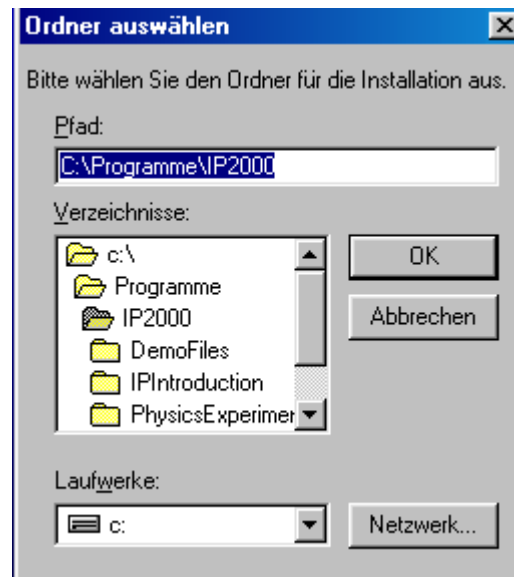 Ordner auswählen
Bitte wählen Sie den Ordner für die Installation aus.
Pfad:
C:\Programme\IP2000
Verzeichnisse:
c:\
Programme
IP2000
DemoFiles
IPIntroduction
PhysicsExperimer
OK
Abbrechen
Laufwerke:
c:
Netzwerk...